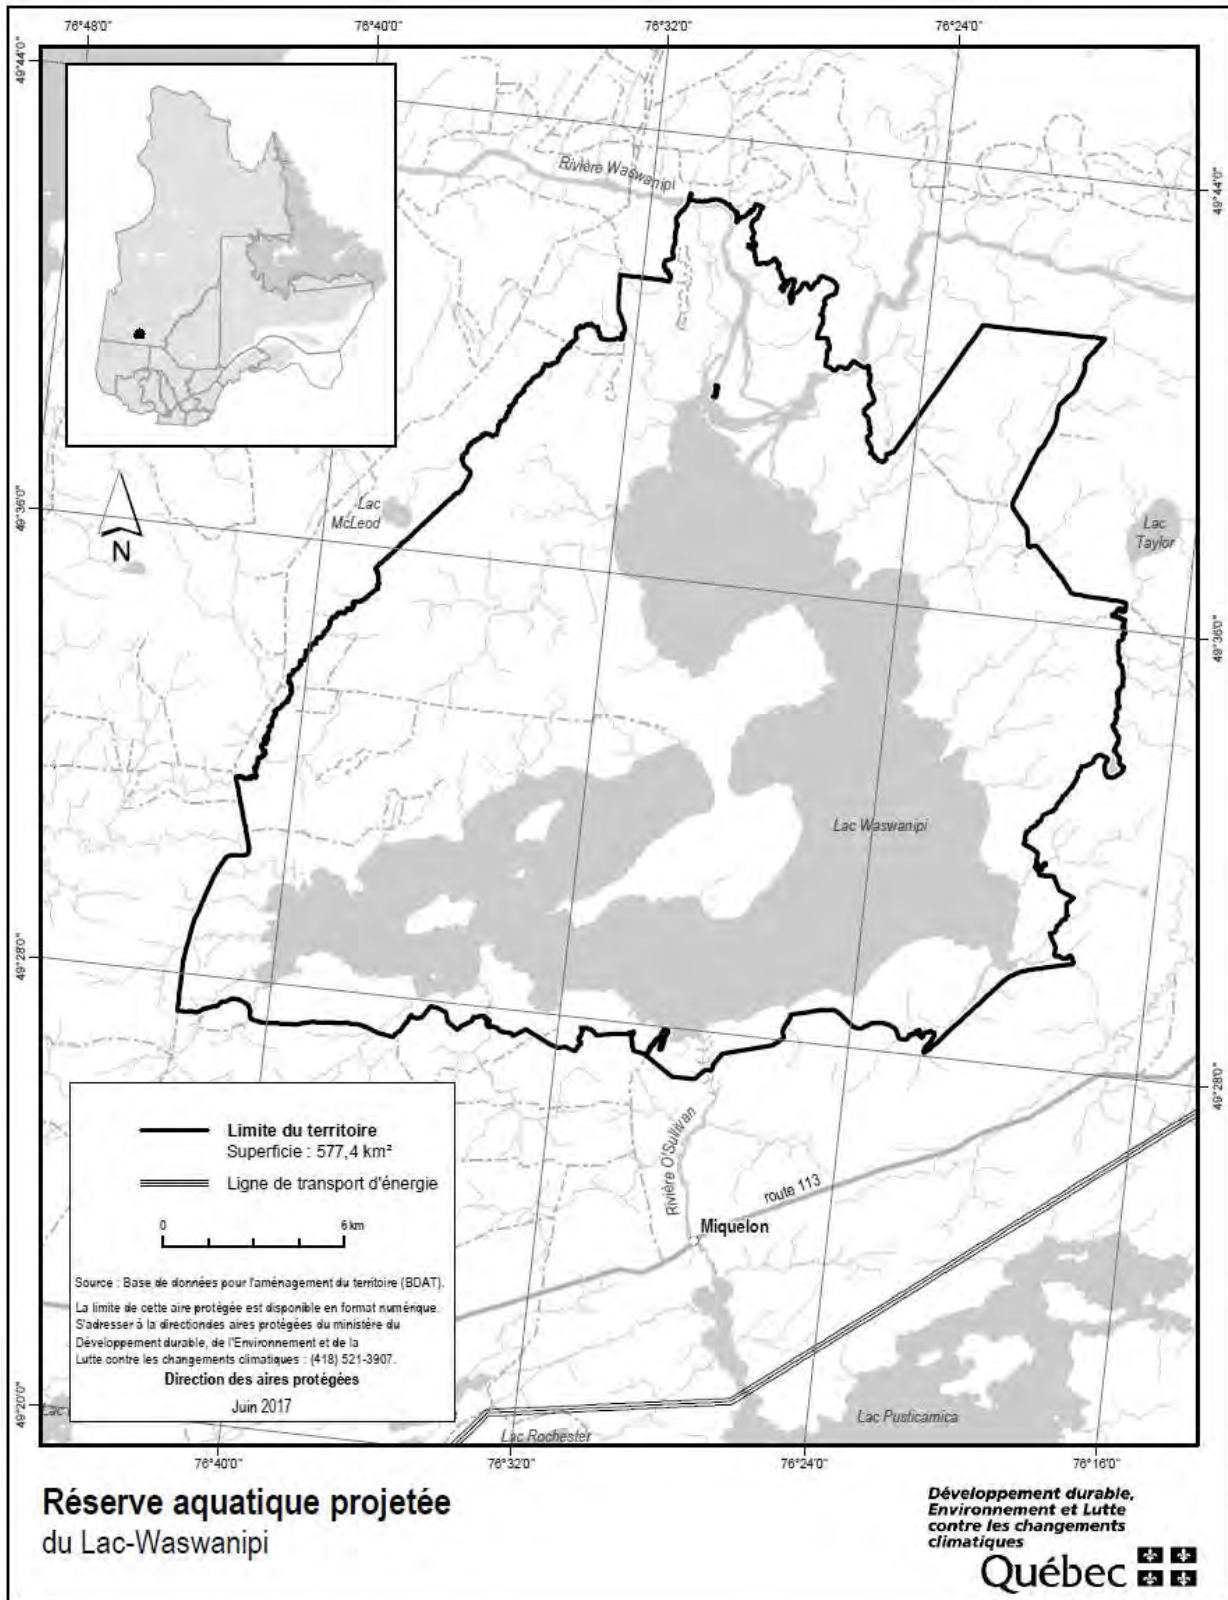 76°48'0"
76°40'0"
76°32'0"
76°24'0"
49°44'0"
49°44'0"
Rivière Waswanipi
49°36'0"
Lac
McLeod
N
Lac
Taylor
49°36'0"
Lac Waswanipi
49°28'0"
49°28'0"
Limite du territoire
Superficie : 577,4 km²
Ligne de transport d'énergie
0 6 km
Rivière O'Sullivan
route 113
Miquelon
Source : Base de données pour l'aménagement du territoire (BDAT).
La limite de cette aire protégée est disponible en format numérique.
S'adresser à la directiondes aires protégées du ministère du
Développement durable, de l'Environnement et de la
Lutte contre les changements climatiques : (418) 521-3907.
Direction des aires protégées
Juin 2017
49°20'0"
Lac
Lac Pusticamica
Lac Rochester
76°40'0"
76°32'0"
76°24'0"
76°16'0"
Réserve aquatique projetée
du Lac-Waswanipi
Développement durable,
Environnement et Lutte
contre les changements
climatiques
Québec